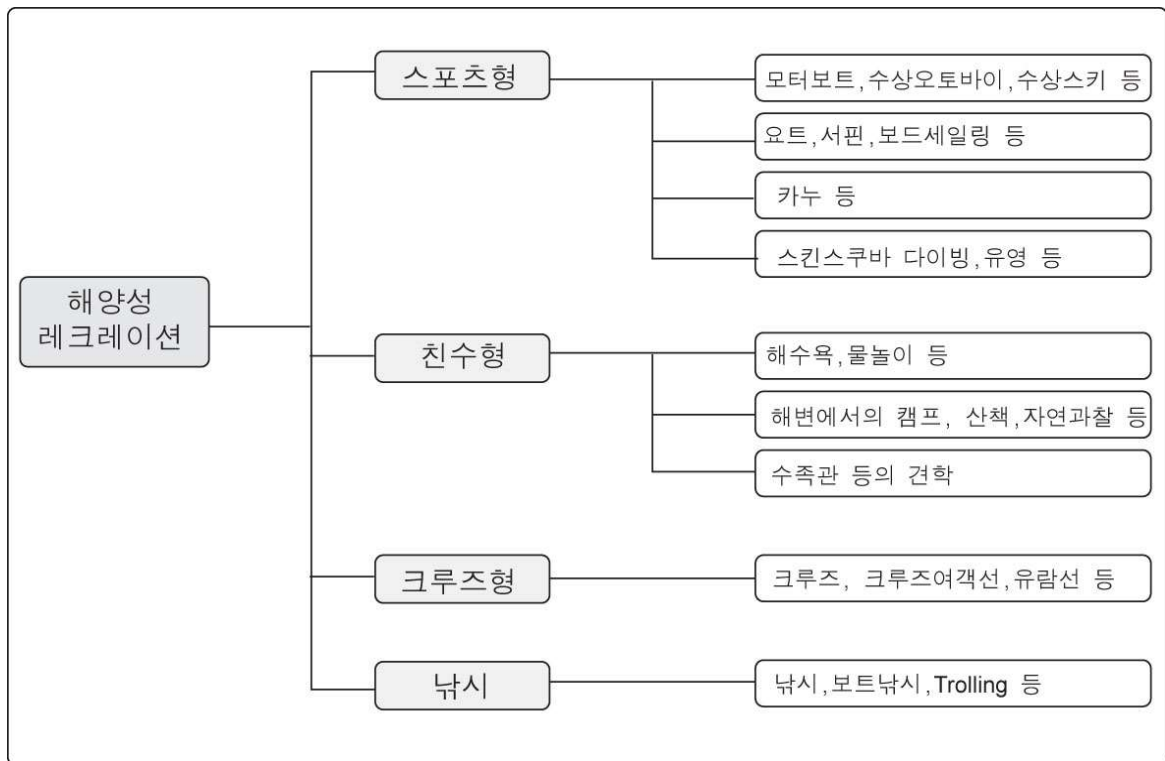 스포츠형
모터보트,수상오토바이,수상스키 등
요트,서핀,보드세일링 등
카누 등
스킨스쿠바 다이빙,유영 등
해양성
레크레이션
친수형
해수욕,물놀이 등
해변에서의 캠프, 산책,자연과찰 등
수족관 등의 견학
크루즈형
크루즈, 크루즈여객선,유람선 등
낚시
낚시,보트낚시,Trolling 등